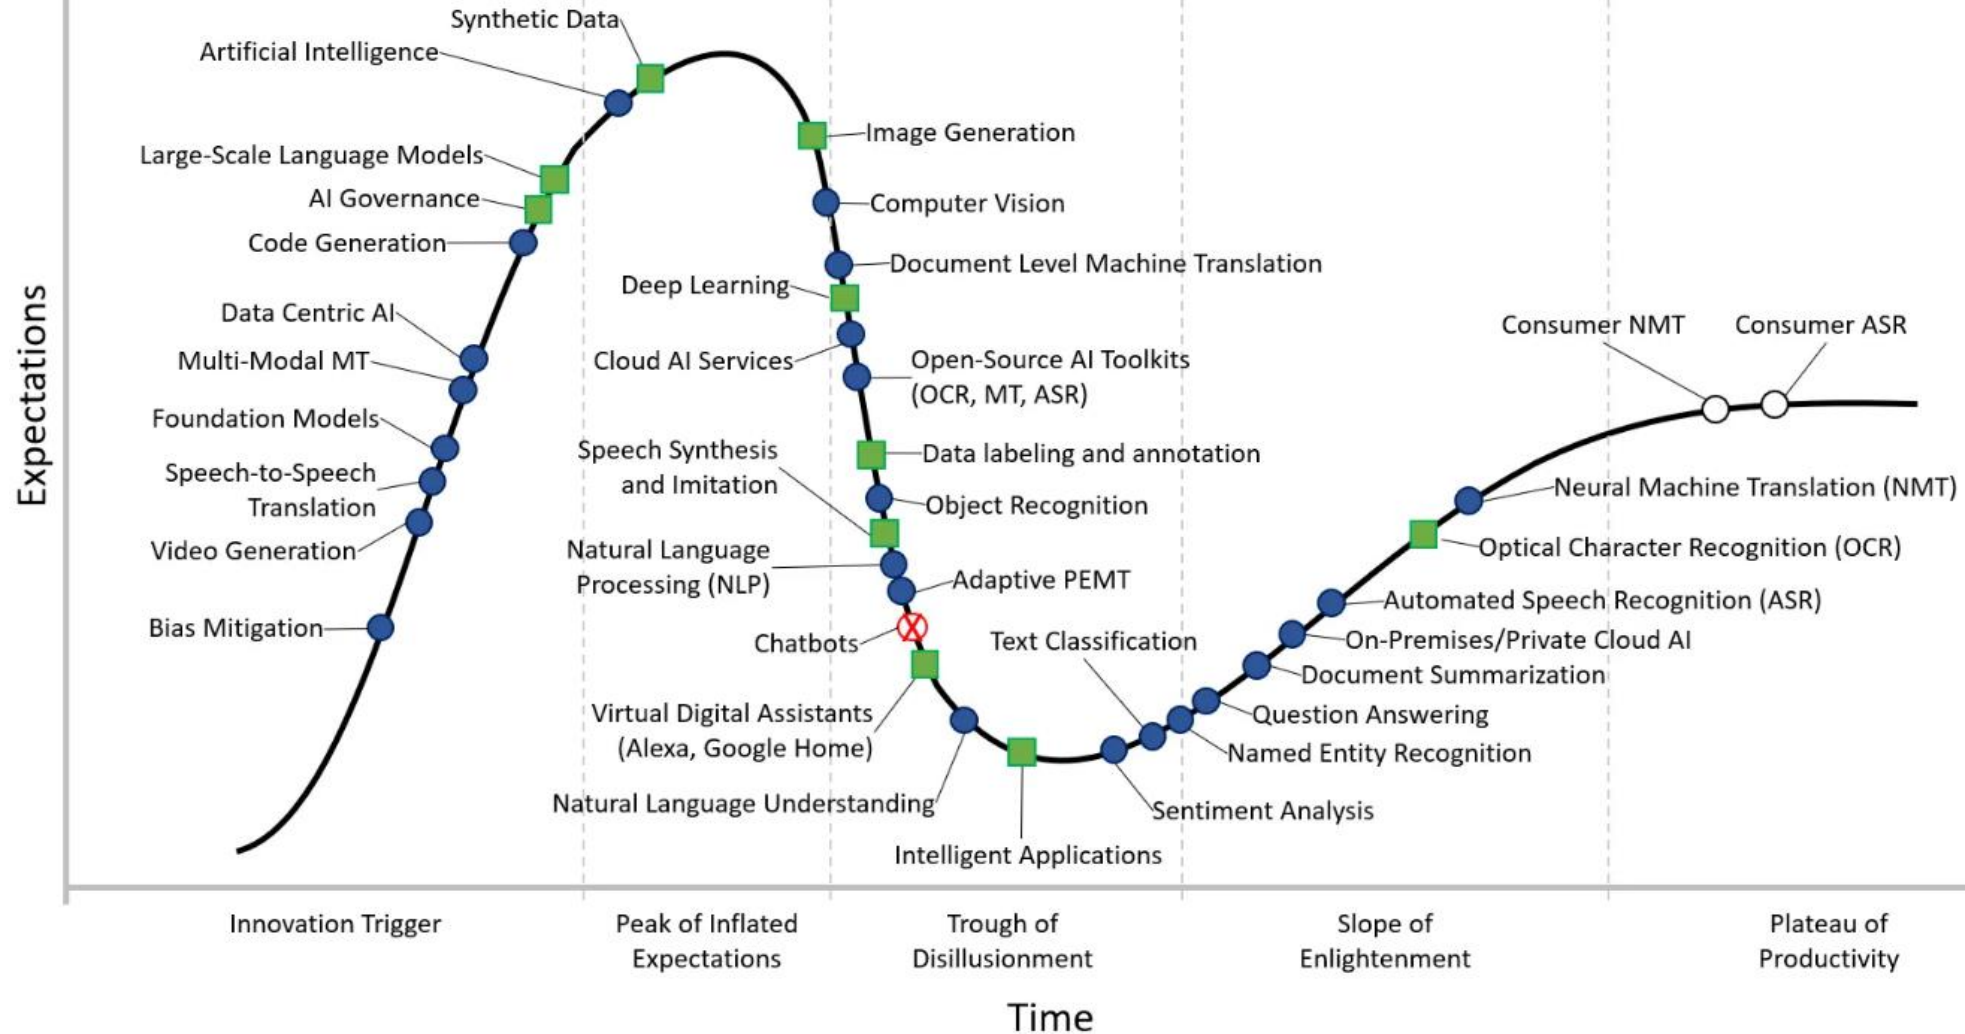 Synthetic Data
Artificial Intelligence
Large-Scale Language Models
AI Governance
Code Generation
Data Centric AI
Multi-Modal MT
Foundation Models
Speech-to-Speech
Translation
Video Generation
Bias Mitigation
Image Generation
Computer Vision
Document Level Machine Translation
Deep Learning
Cloud AI Services
Open-Source AI Toolkits
(OCR, MT, ASR)
Data labeling and annotation
Speech Synthesis
and Imitation
Object Recognition
Natural Language
Processing (NLP)
Adaptive PEMT
Chatbots
Virtual Digital Assistants
(Alexa, Google Home)
Natural Language Understanding
Intelligent Applications
Text Classification
Sentiment Analysis
Named Entity Recognition
Question Answering
Document Summarization
On-Premises/Private Cloud AI
Automated Speech Recognition (ASR)
Optical Character Recognition (OCR)
Neural Machine Translation (NMT)
Consumer NMT
Consumer ASR
Expectations
Innovation Trigger
Peak of Inflated
Expectations
Trough of
Disillusionment
Slope of
Enlightenment
Plateau of
Productivity
Time